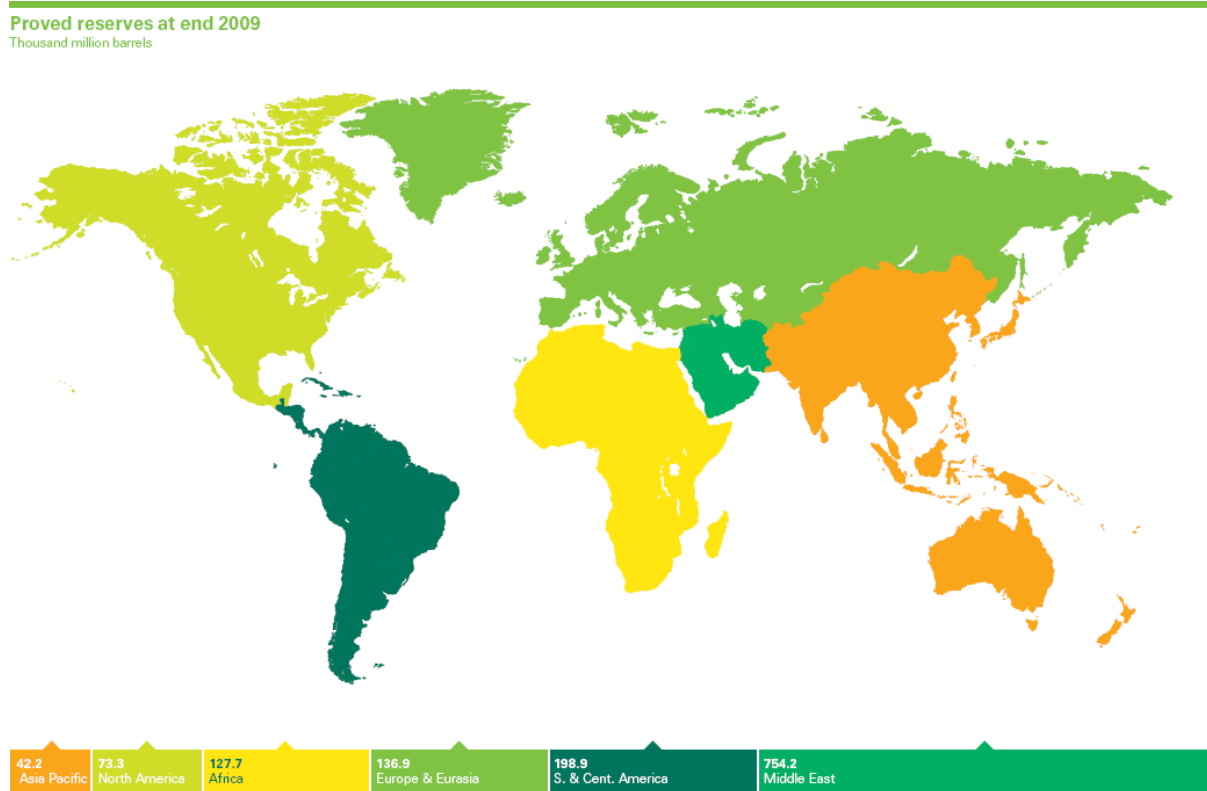 Proved reserves at end 2009
Thousand million barrels
42.2
Asia Pacific
73.3
North America
127.7
Africa
136.9
Europe & Eurasia
198.9
S. & Cent. America
754.2
Middle East